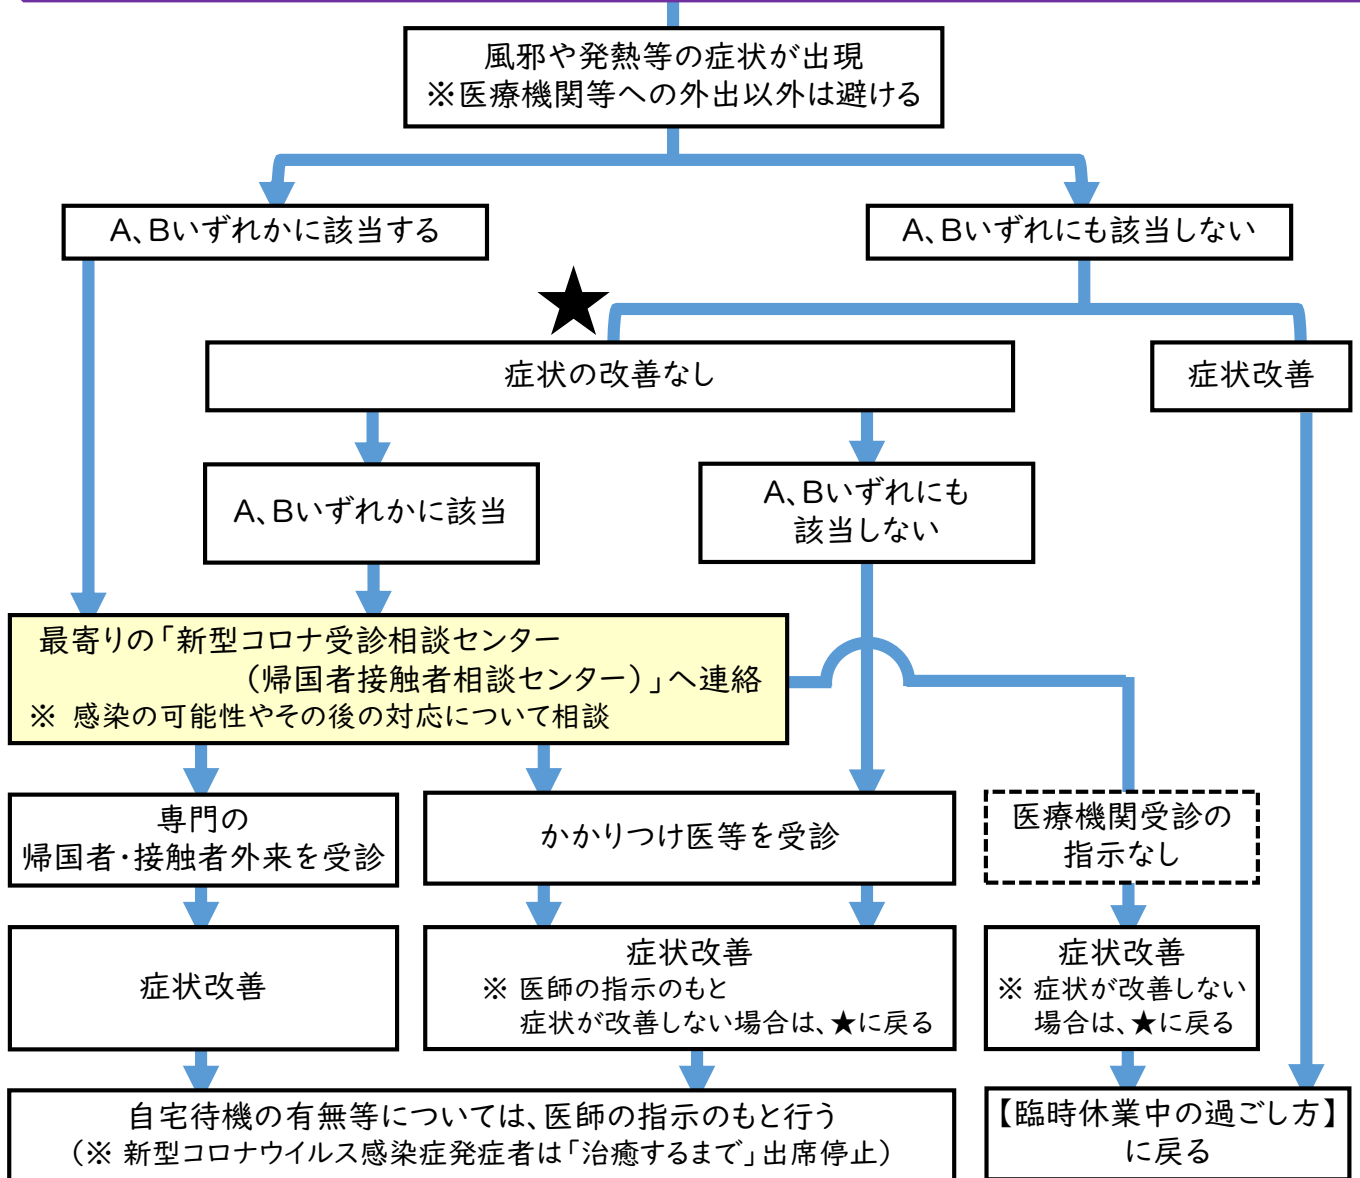 風邪や発熱等の症状が出現
※医療機関等への外出以外は避ける
A、Bいずれかに該当する
A、Bいずれにも該当しない
★
症状の改善なし
症状改善
A、Bいずれかに該当
A、Bいずれにも
該当しない
最寄りの「新型コロナ受診相談センター
（帰国者接触者相談センター）」へ連絡
※ 感染の可能性やその後の対応について相談
専門の
帰国者・接触者外来を受診
かかりつけ医等を受診
医療機関受診の
指示なし
症状改善
症状改善
※ 医師の指示のもと
症状が改善しない場合は、★に戻る
症状改善
※ 症状が改善しない
場合は、★に戻る
自宅待機の有無等については、医師の指示のもと行う
（※ 新型コロナウイルス感染症発症者は「治癒するまで」出席停止）
【臨時休業中の過ごし方】
に戻る